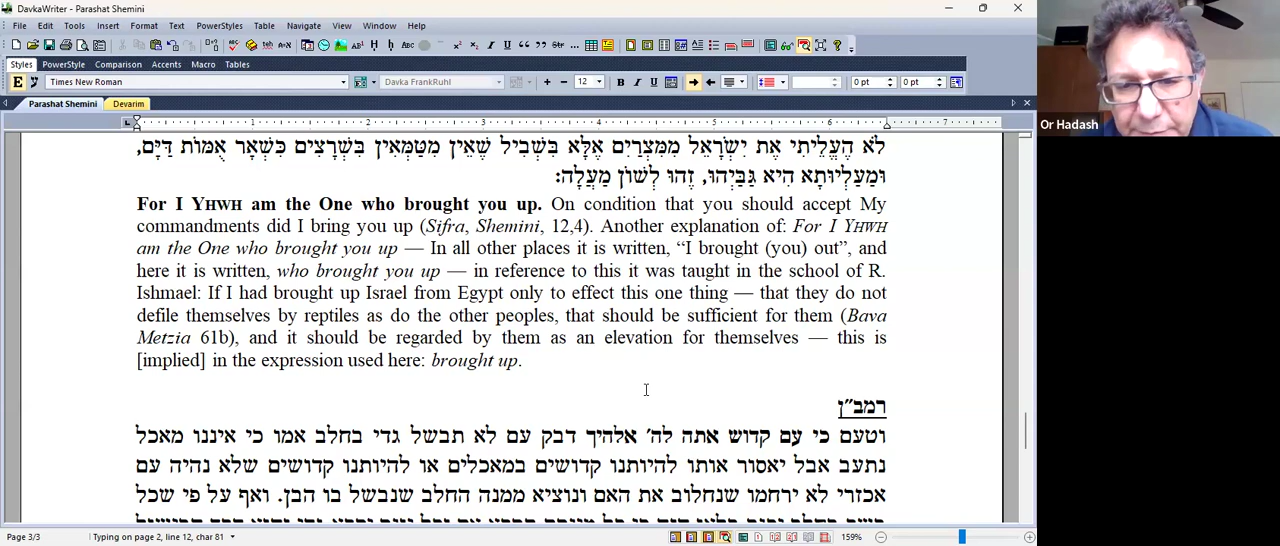 DavkaWriter - Parashat Shemini
File Edit Insert Format Text PowerStyles Table Navigate View Window Help
Styles PowerStyle Comparison Accents Macro Tables
Times New Roman Davka FrankRuhl 12 B I U 0 pt 0 pt
Parashat Shemini Devarim
1 2 3 4 5 6 7
לֹא הֶעֱלֵיתִי אֶת יִשְׂרָאֵל מִמִּצְרַיִם אֶלָּא בִּשְׁבִיל שֶׁאֵין מִטַּמְּאִין בִּשְׁרָצִים כִּשְׁאָר אֻמּוֹת דַּיָּם,
וּמַעַלְיוּתָא הִיא גַּבַּיְהוּ, זֶהוּ לְשׁוֹן מַעֲלָה:
For I YHWH am the One who brought you up. On condition that you should accept My
commandments did I bring you up (Sifra, Shemini, 12,4). Another explanation of: For I YHWH
am the One who brought you up — In all other places it is written, “I brought (you) out”, and
here it is written, who brought you up — in reference to this it was taught in the school of R.
Ishmael: If I had brought up Israel from Egypt only to effect this one thing — that they do not
defile themselves by reptiles as do the other peoples, that should be sufficient for them (Bava
Metzia 61b), and it should be regarded by them as an elevation for themselves — this is
[implied] in the expression used here: brought up.
רמב״ן
וטעם כי עם קדוש אתה לה׳ אלהיך דבק עם לא תבשל גדי בחלב אמו כי איננו מאכל
נתעב אבל יאסור אותו להיותנו קדושים במאכלים או להיותנו קדושים שלא נהיה עם
אכזרי לא ירחמו שנחלוב את האם ונוציא ממנה החלב שנבשל בו הבן. ואף על פי שכל
Page 3/3 Typing on page 2, line 12, char 81 159%
Or Hadash